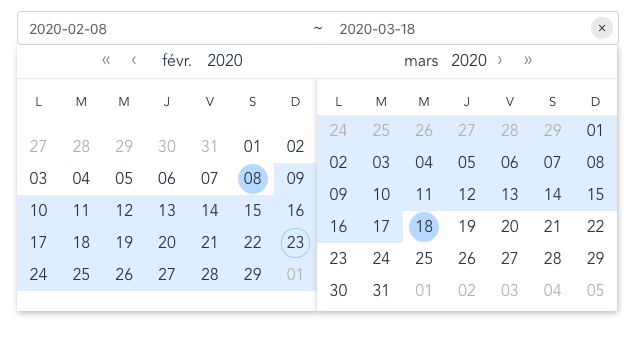 2020-02-08 ~ 2020-03-18 ×
« ‹ févr. 2020
L M M J V S D
27 28 29 30 31 01 02
03 04 05 06 07 08 09
10 11 12 13 14 15 16
17 18 19 20 21 22 23
24 25 26 27 28 29 01
mars 2020 › »
L M M J V S D
24 25 26 27 28 29 01
02 03 04 05 06 07 08
09 10 11 12 13 14 15
16 17 18 19 20 21 22
23 24 25 26 27 28 29
30 31 01 02 03 04 05